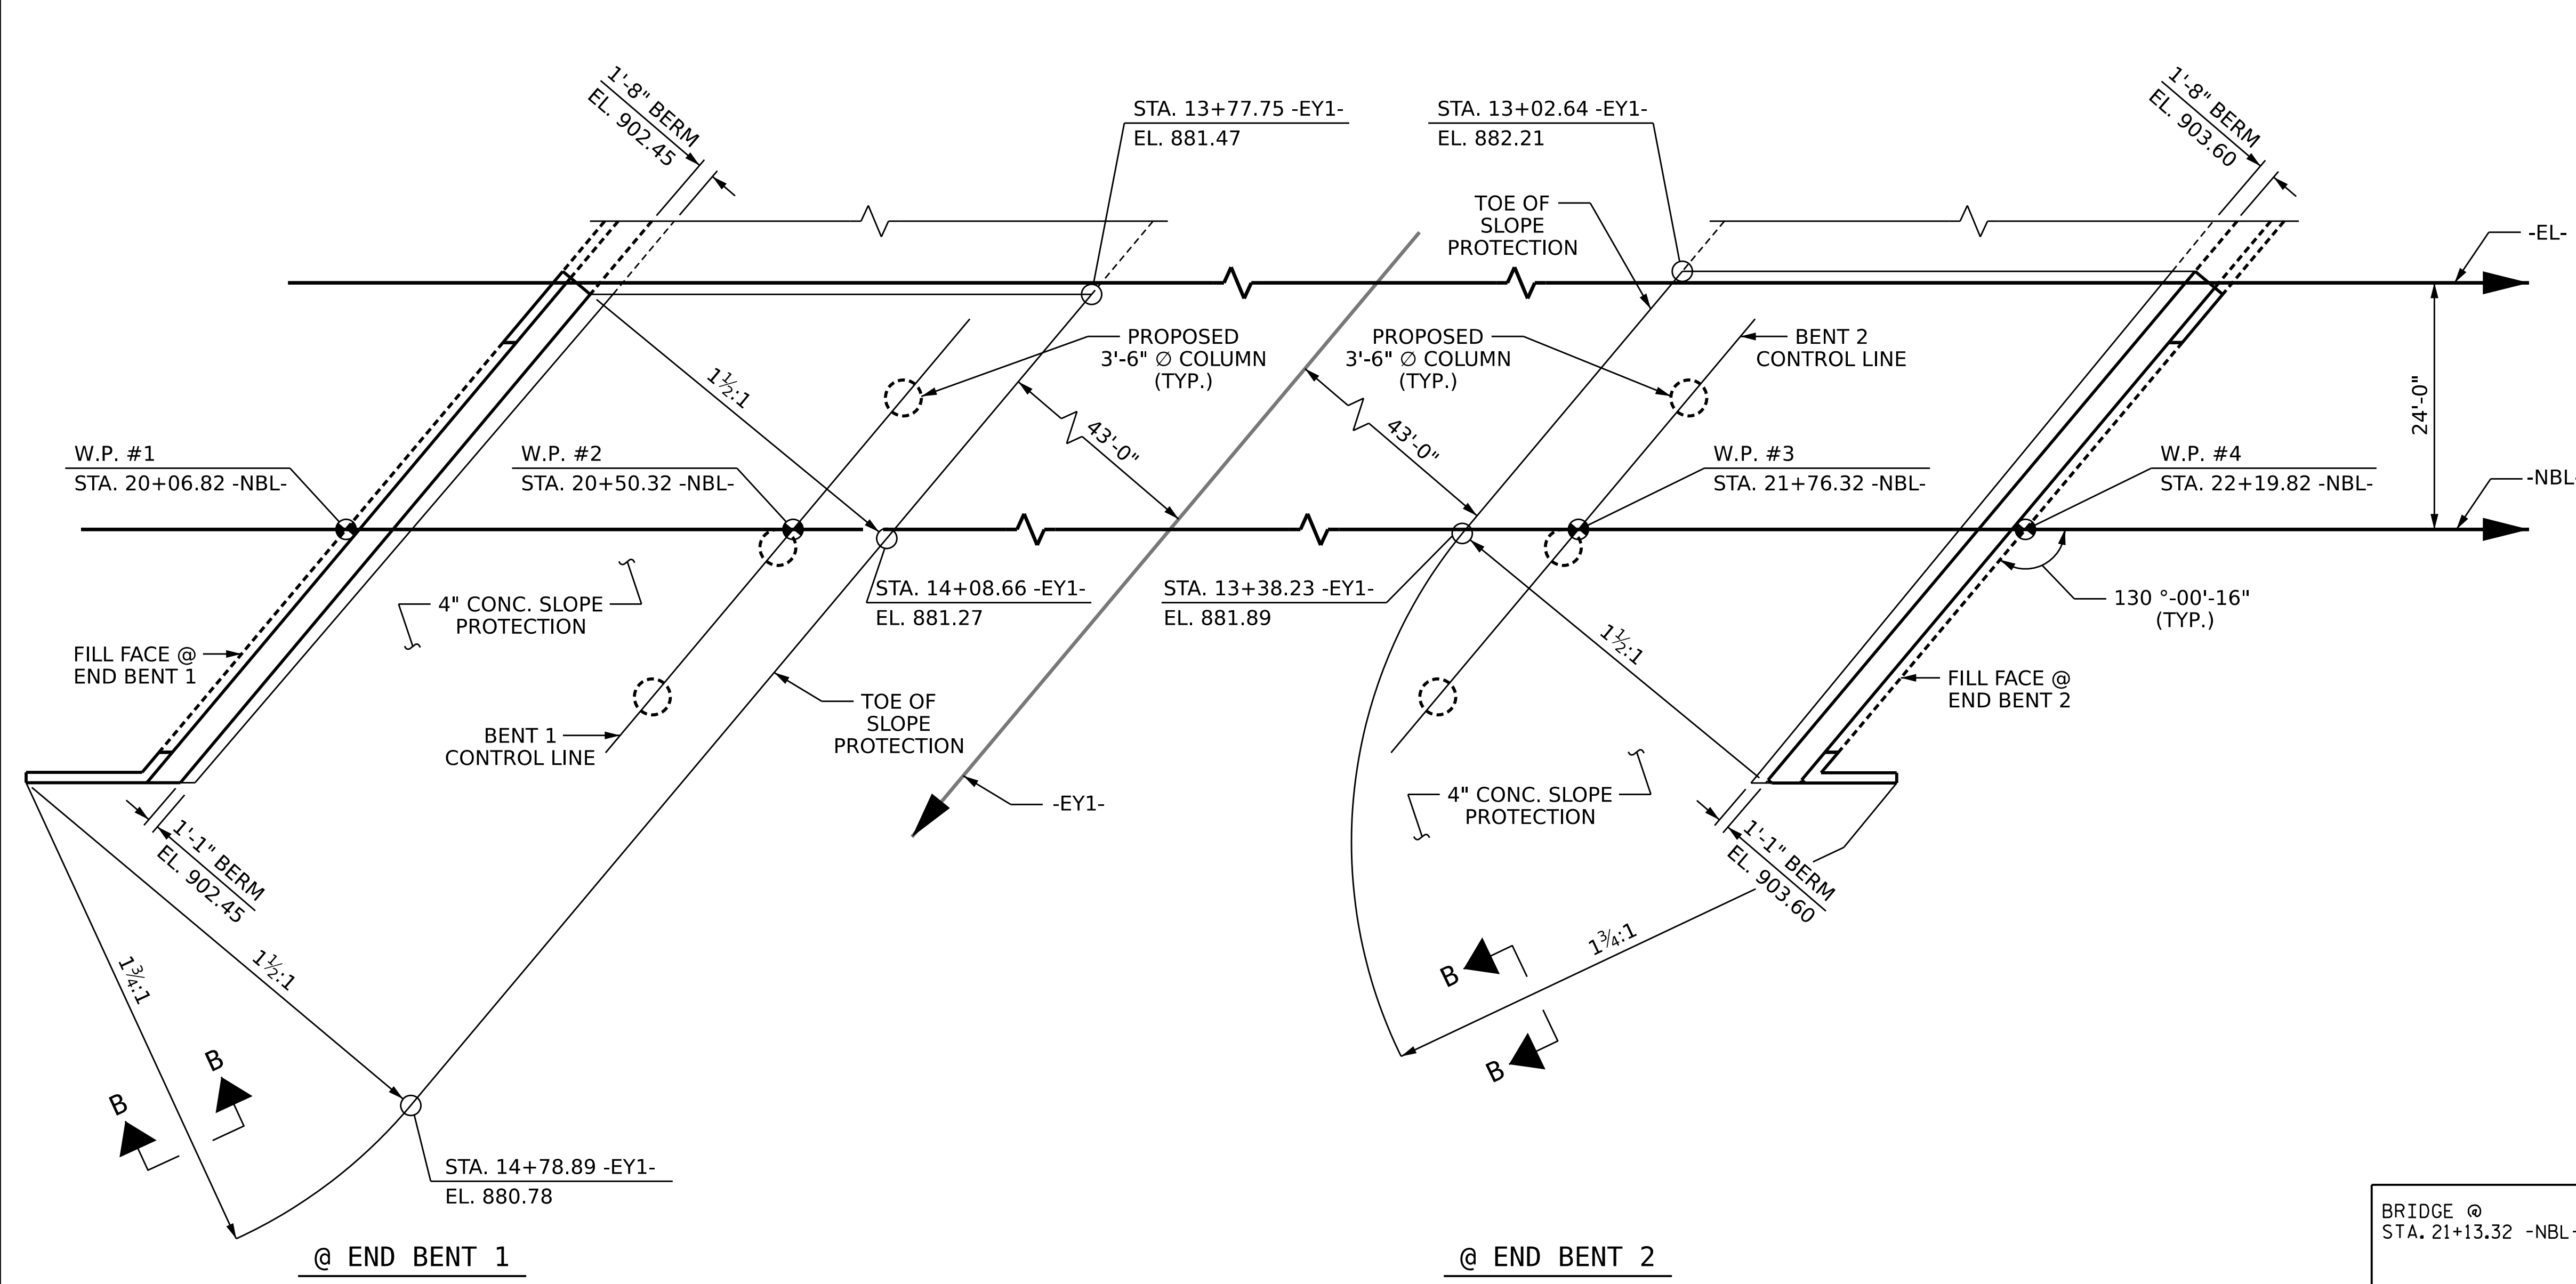 1'-8" BERM
EL. 902.45
STA. 13+77.75 -EY1-
EL. 881.47
STA. 13+02.64 -EY1-
EL. 882.21
1'-8" BERM
EL. 903.60
TOE OF
SLOPE
PROTECTION
-EL-
PROPOSED
3'-6" ∅ COLUMN
(TYP.)
PROPOSED
3'-6" ∅ COLUMN
(TYP.)
BENT 2
CONTROL LINE
1½:1
43'-0"
43'-0"
24'-0"
W.P. #1
STA. 20+06.82 -NBL-
W.P. #2
STA. 20+50.32 -NBL-
W.P. #3
STA. 21+76.32 -NBL-
W.P. #4
STA. 22+19.82 -NBL-
-NBL-
4" CONC. SLOPE
PROTECTION
STA. 14+08.66 -EY1-
EL. 881.27
STA. 13+38.23 -EY1-
EL. 881.89
130 °-00'-16"
(TYP.)
FILL FACE @
END BENT 1
1½:1
FILL FACE @
END BENT 2
TOE OF
SLOPE
PROTECTION
BENT 1
CONTROL LINE
-EY1-
4" CONC. SLOPE
PROTECTION
1'-1" BERM
EL. 902.45
1'-1" BERM
EL. 903.60
1¾:1
1½:1
1¾:1
B
B
B
B
STA. 14+78.89 -EY1-
EL. 880.78
BRIDGE @
STA. 21+13.32 -NBL-
@ END BENT 1
@ END BENT 2